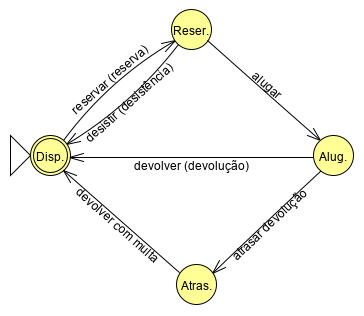 Reser.
reservar (reserva)
desistir (desistência)
alugar
Disp.
Alug.
devolver (devolução)
devolver com multa
atrasar devolução
Atras.